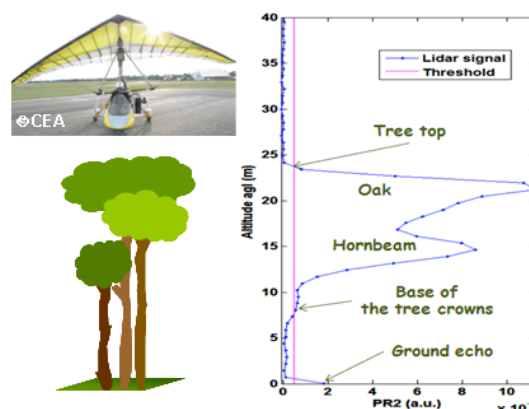 ©CEA
Altitude agl (m)
40
35
30
25
20
15
10
5
0
Lidar signal
Threshold
Tree top
Oak
Hornbeam
Base of
the tree crowns
Ground echo
0
2
4
6
8
10
PR2 (a.u.)